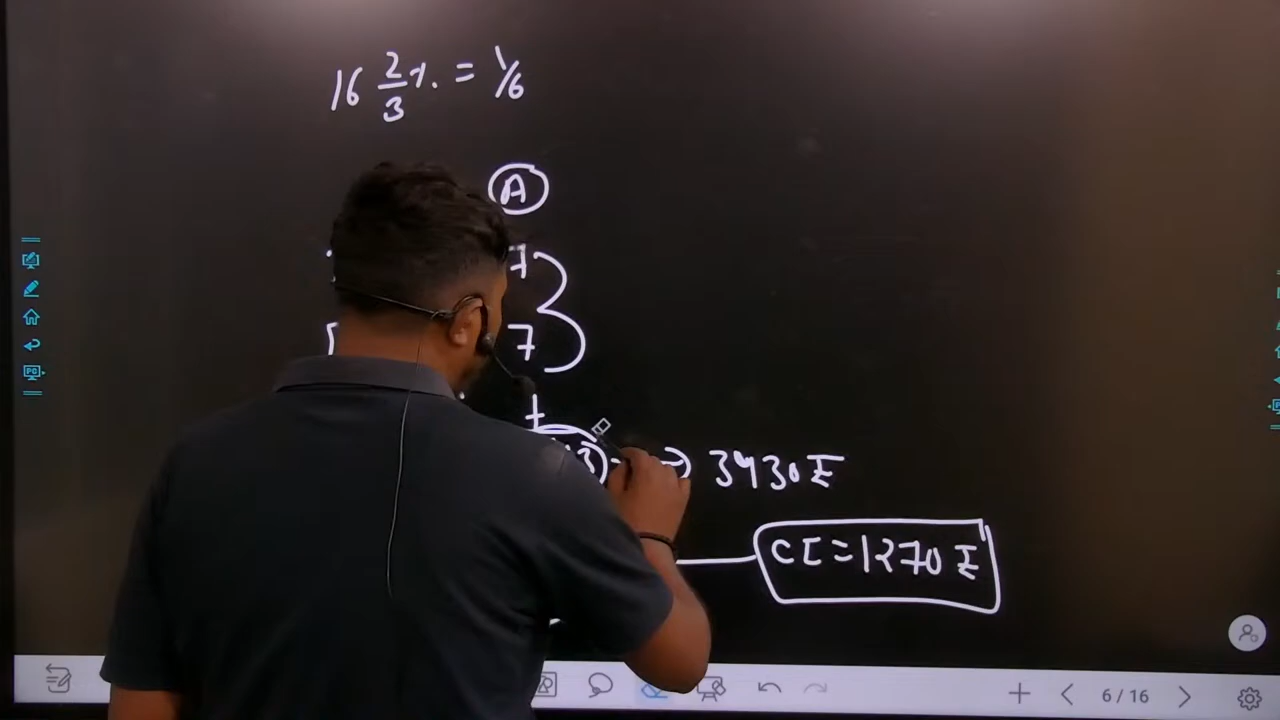 16 2/3 %. = 1/6
A
7
7
3430 ₹
CI = 1270 ₹
6 / 16